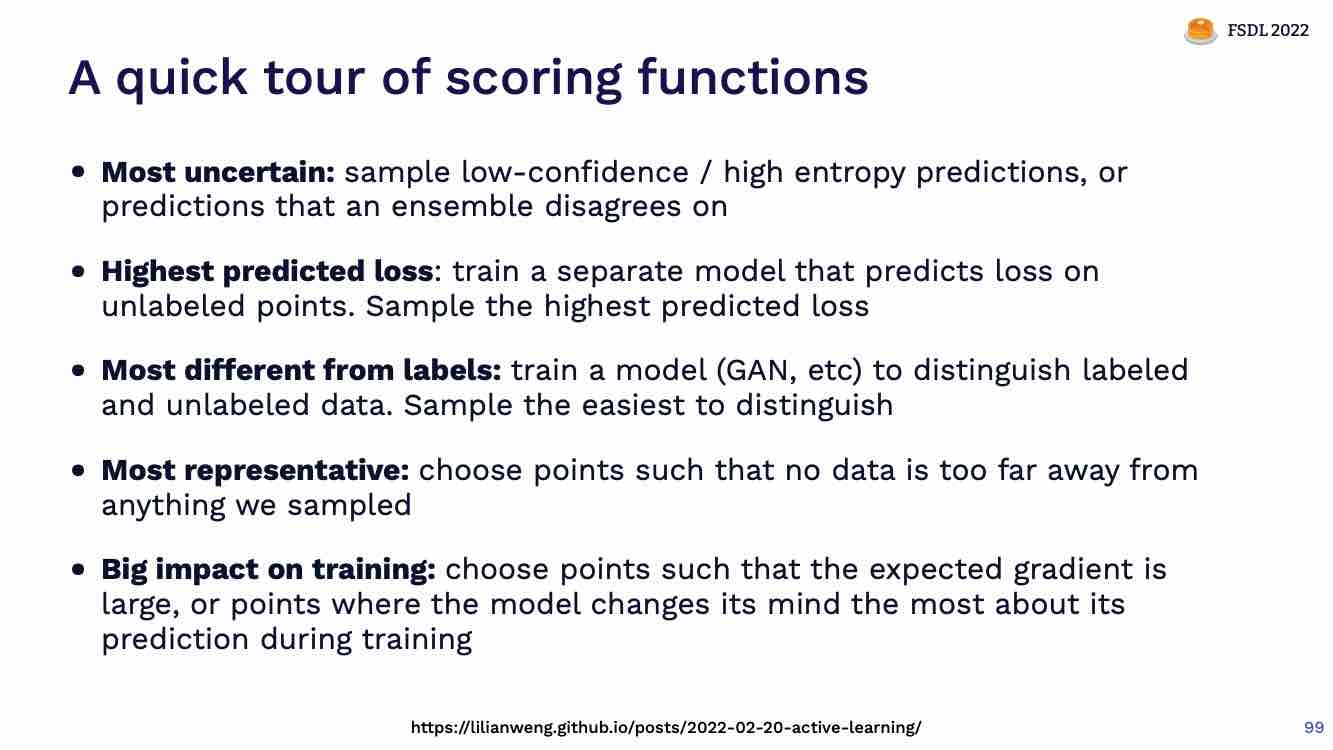 FSDL 2022
A quick tour of scoring functions
• Most uncertain: sample low-confidence / high entropy predictions, or
predictions that an ensemble disagrees on
• Highest predicted loss: train a separate model that predicts loss on
unlabeled points. Sample the highest predicted loss
• Most different from labels: train a model (GAN, etc) to distinguish labeled
and unlabeled data. Sample the easiest to distinguish
• Most representative: choose points such that no data is too far away from
anything we sampled
• Big impact on training: choose points such that the expected gradient is
large, or points where the model changes its mind the most about its
prediction during training
https://lilianweng.github.io/posts/2022-02-20-active-learning/
99